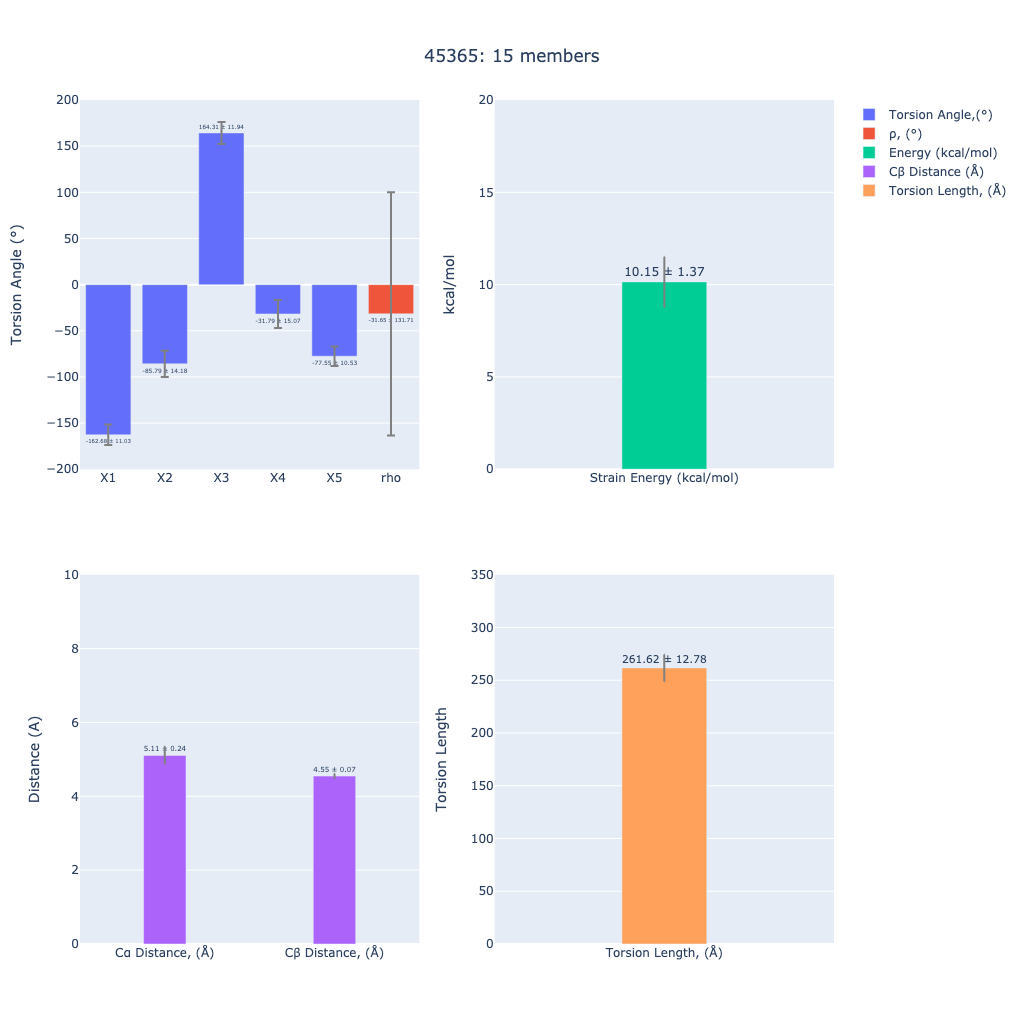 45365: 15 members
Torsion Angle (°)
200
150
100
50
0
−50
−100
−150
−200
164.31 ± 11.94
-31.79 ± 15.07
-31.65 ± 131.71
-77.55 ± 10.53
-85.79 ± 14.18
-162.68 ± 11.03
X1 X2 X3 X4 X5 rho
kcal/mol
20
15
10
5
0
10.15 ± 1.37
Strain Energy (kcal/mol)
Torsion Angle,(°)
ρ, (°)
Energy (kcal/mol)
Cβ Distance (Å)
Torsion Length, (Å)
Distance (A)
10
8
6
4
2
0
5.11 ± 0.24
4.55 ± 0.07
Cα Distance, (Å) Cβ Distance, (Å)
Torsion Length
350
300
250
200
150
100
50
0
261.62 ± 12.78
Torsion Length, (Å)